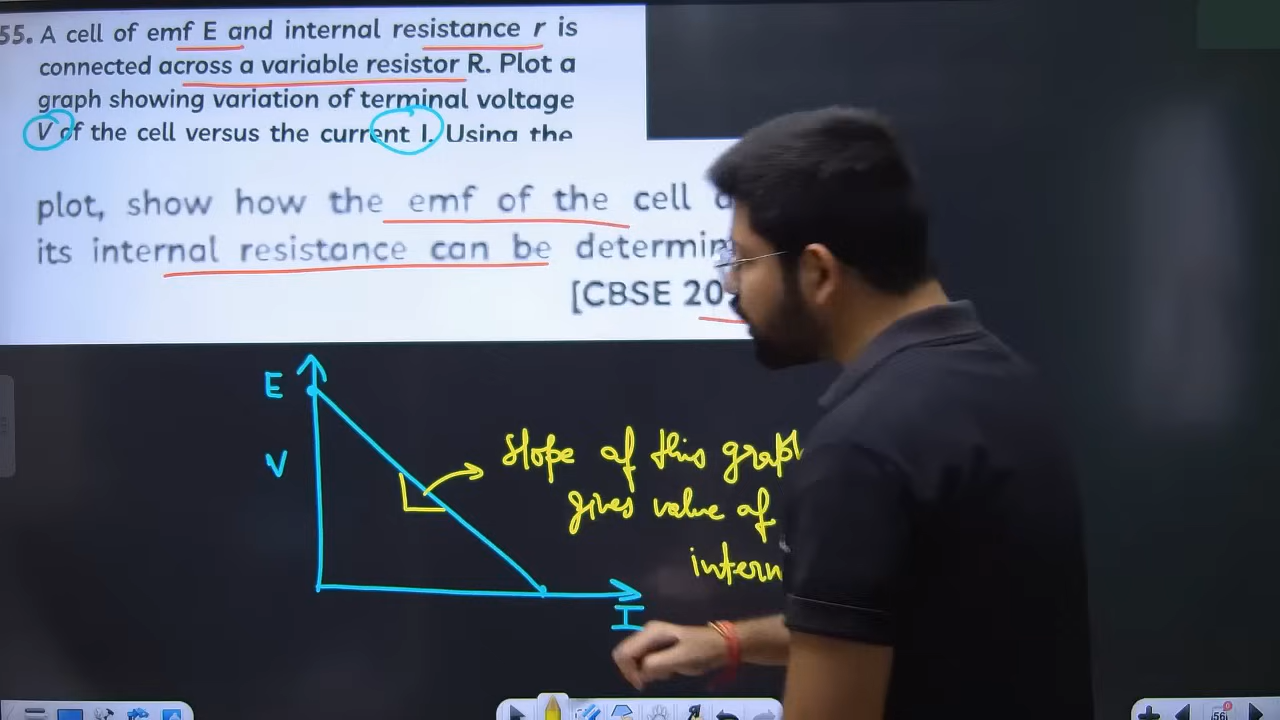 55. A cell of emf E and internal resistance r is
connected across a variable resistor R. Plot a
graph showing variation of terminal voltage
V of the cell versus the current I. Using the
plot, show how the emf of the cell
its internal resistance can be
[CBSE
E
V
I
Slope of this
gives value of
56